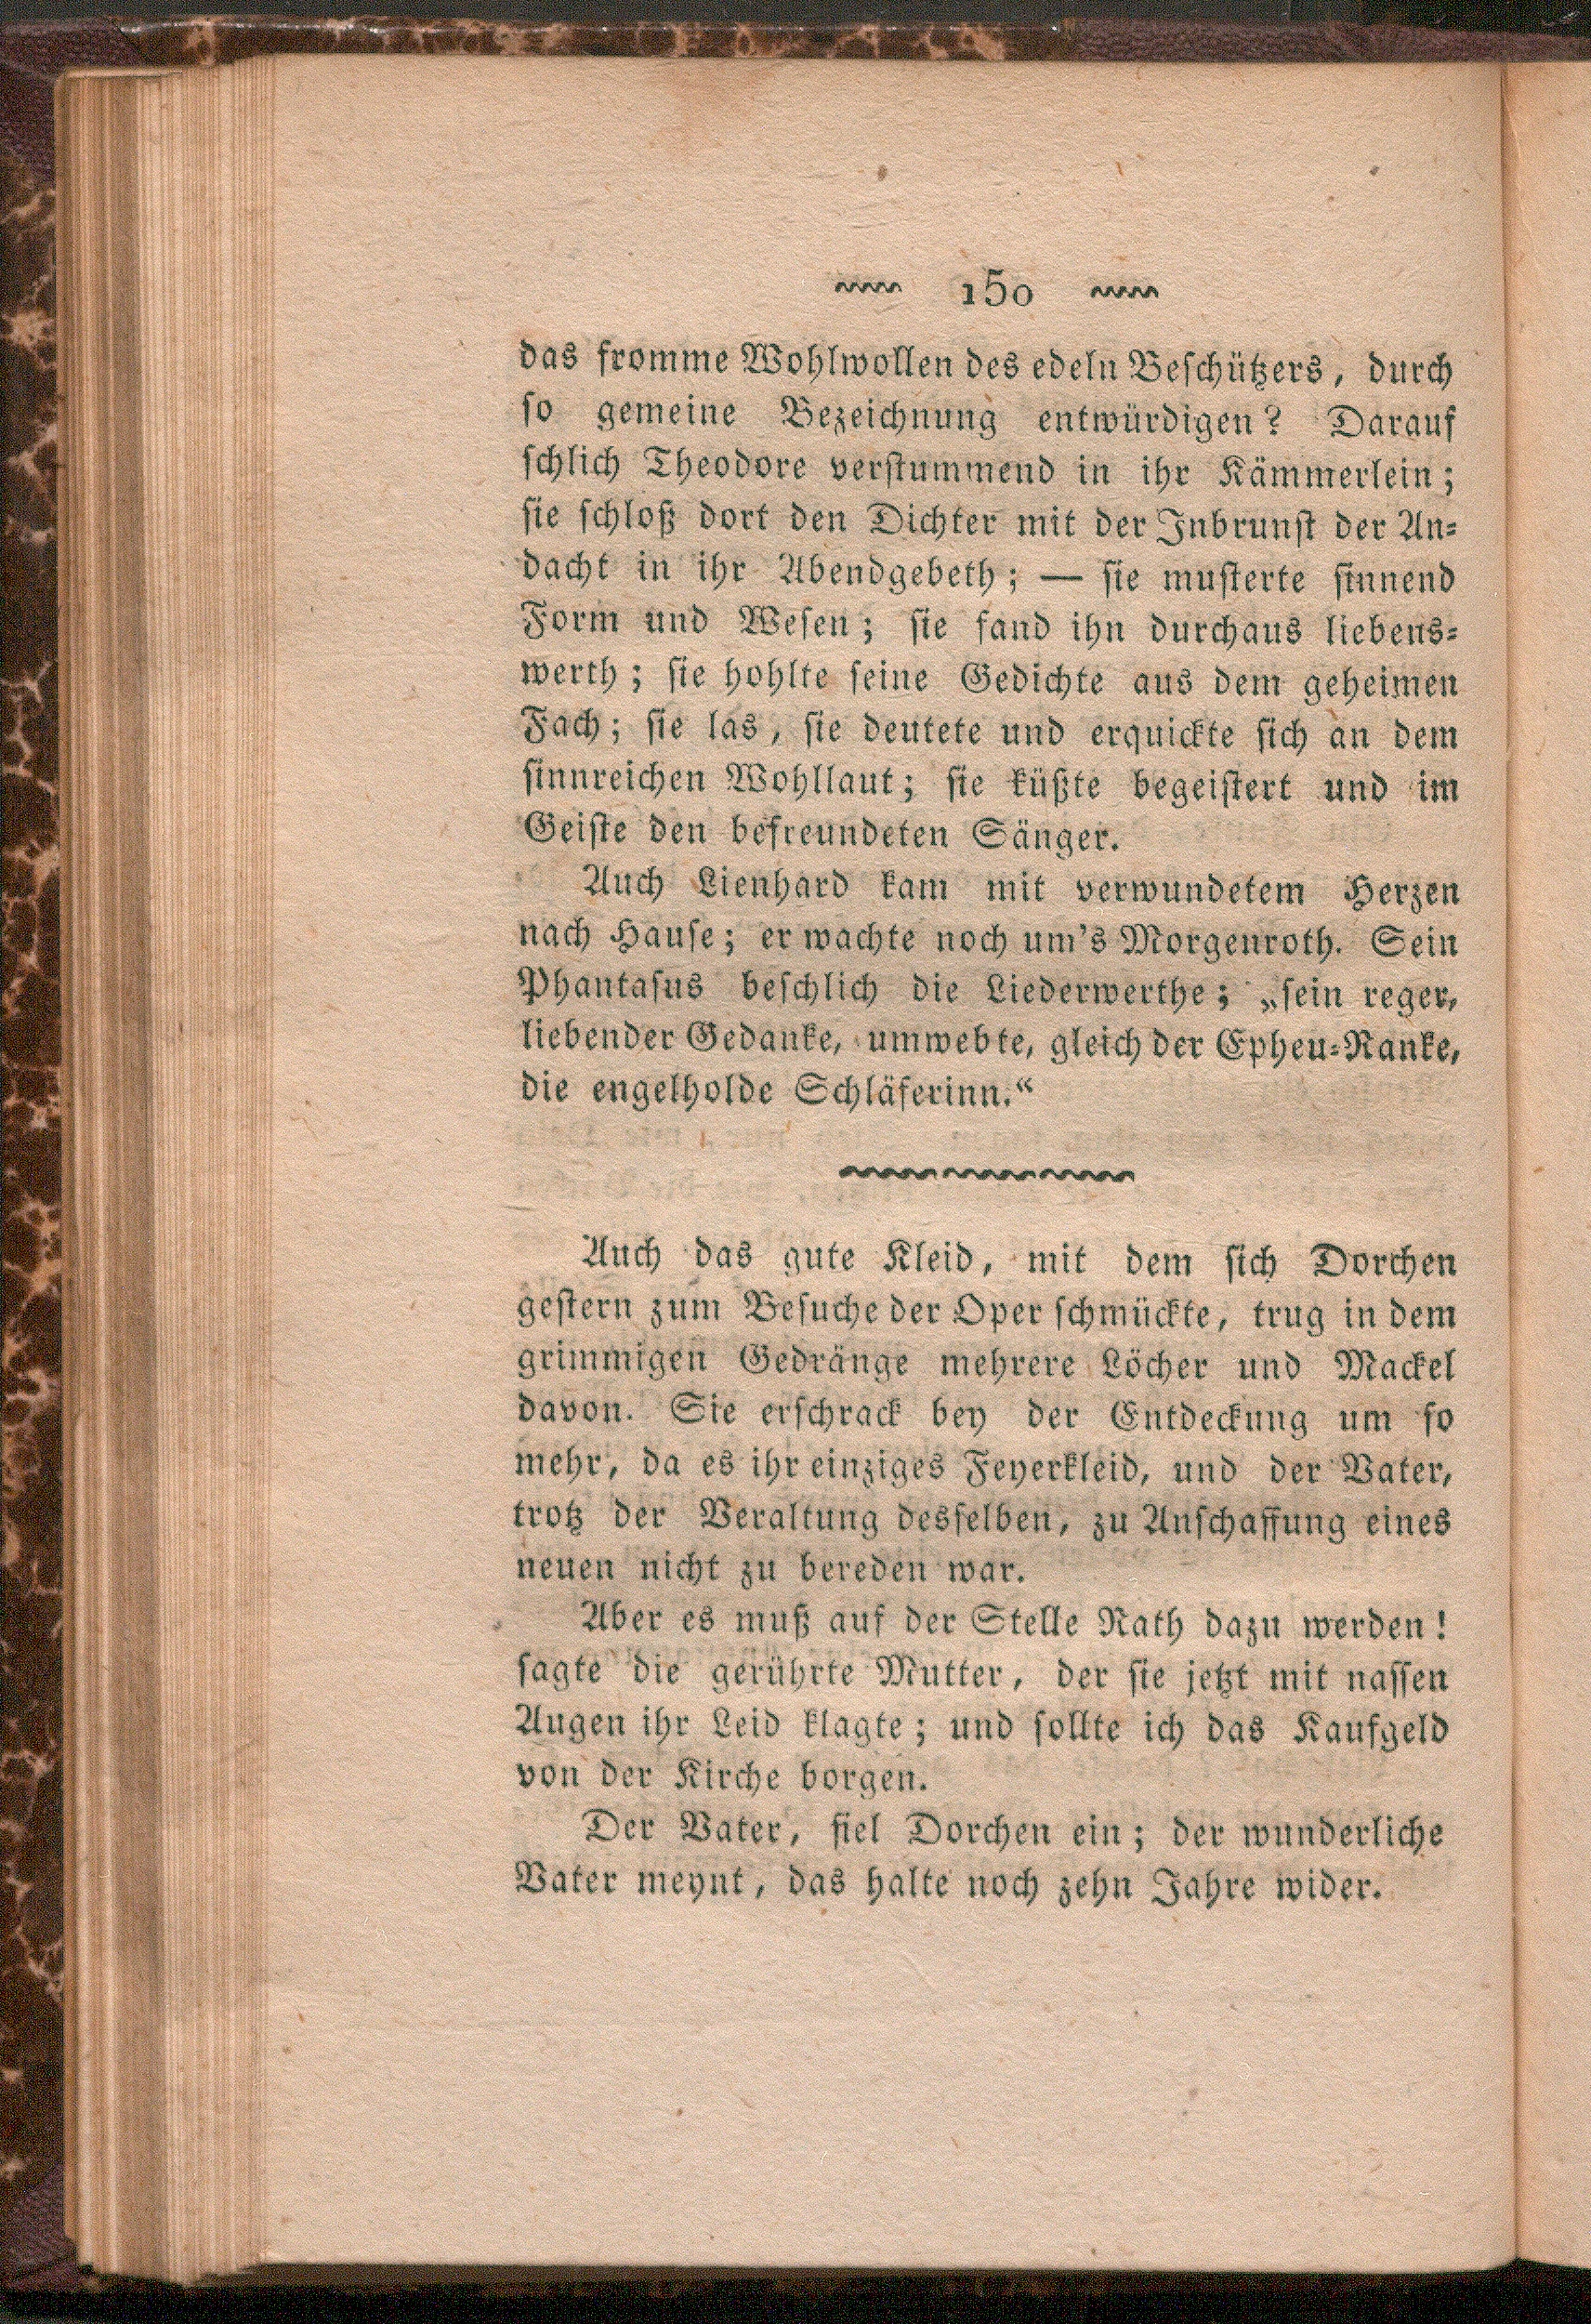 150
das fromme Wohlwollen des edeln Beschützers, durch
so gemeine Bezeichnung entwürdigen? Darauf
schlich Theodore verstummend in ihr Kämmerlein;
sie schloß dort den Dichter mit der Inbrunst der An-
dacht in ihr Abendgebeth; — sie musterte sinnend
Form und Wesen; sie fand ihn durchaus liebens-
werth; sie hohlte seine Gedichte aus dem geheimen
Fach; sie las, sie deutete und erquickte sich an dem
sinnreichen Wohllaut; sie küßte begeistert und im
Geiste den befreundeten Sänger.
Auch Lienhard kam mit verwundetem Herzen
nach Hause; er wachte noch um's Morgenroth. Sein
Phantasus beschlich die Liederwerthe; „sein reger,
liebender Gedanke, umwebte, gleich der Epheu-Ranke,
die engelholde Schläferinn.“
Auch das gute Kleid, mit dem sich Dorchen
gestern zum Besuche der Oper schmückte, trug in dem
grimmigen Gedränge mehrere Löcher und Mackel
davon. Sie erschrack bey der Entdeckung um so
mehr, da es ihr einziges Feyerkleid, und der Vater,
trotz der Veraltung desselben, zu Anschaffung eines
neuen nicht zu bereden war.
Aber es muß auf der Stelle Rath dazu werden!
sagte die gerührte Mutter, der sie jetzt mit nassen
Augen ihr Leid klagte; und sollte ich das Kaufgeld
von der Kirche borgen.
Der Vater, fiel Dorchen ein; der wunderliche
Vater meynt, das halte noch zehn Jahre wider.